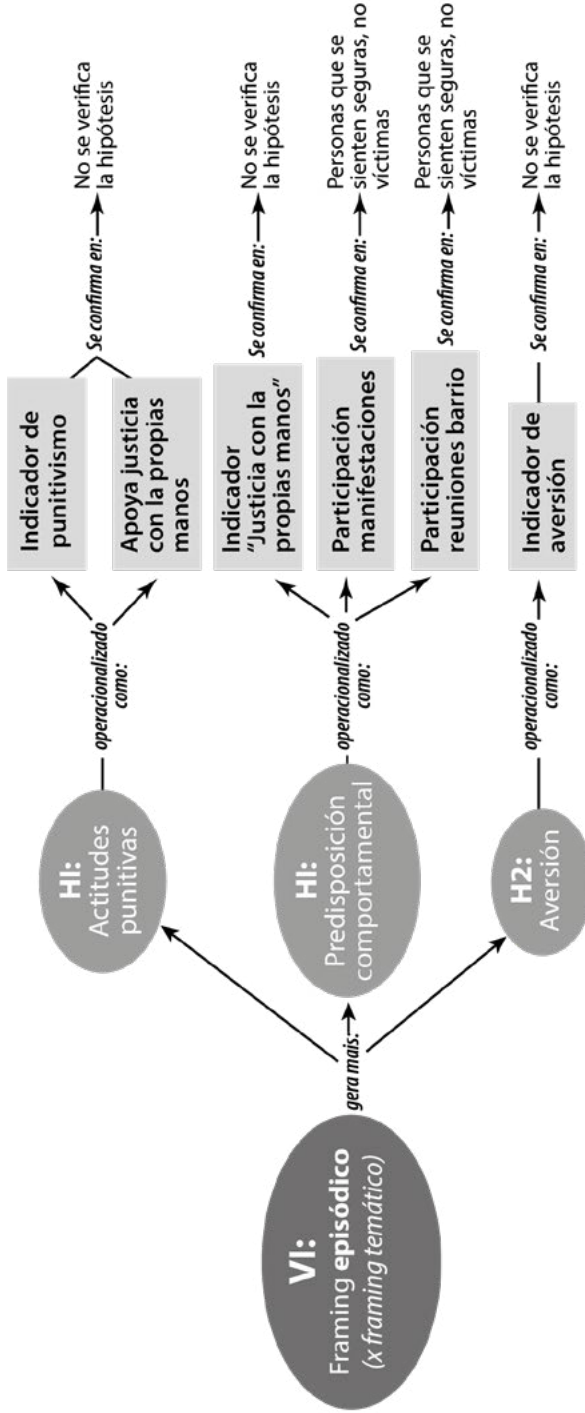 VI:
Framing episódico
(x framing temático)
gera mais:
HI:
Actitudes
punitivas
operacionalizado
como:
Indicador de
punitivismo
Apoya justicia
con la propias
manos
Se confirma en:
No se verifica
la hipótesis
HI:
Predisposición
comportamental
operacionalizado
como:
Indicador
“Justicia con la
propias manos”
Se confirma en:
No se verifica
la hipótesis
Participación
manifestaciones
Se confirma en:
Personas que se
sienten seguras, no
víctimas
Participación
reuniones barrio
Se confirma en:
Personas que se
sienten seguras, no
víctimas
H2:
Aversión
operacionalizado
como:
Indicador de
aversión
Se confirma en:
No se verifica
la hipótesis